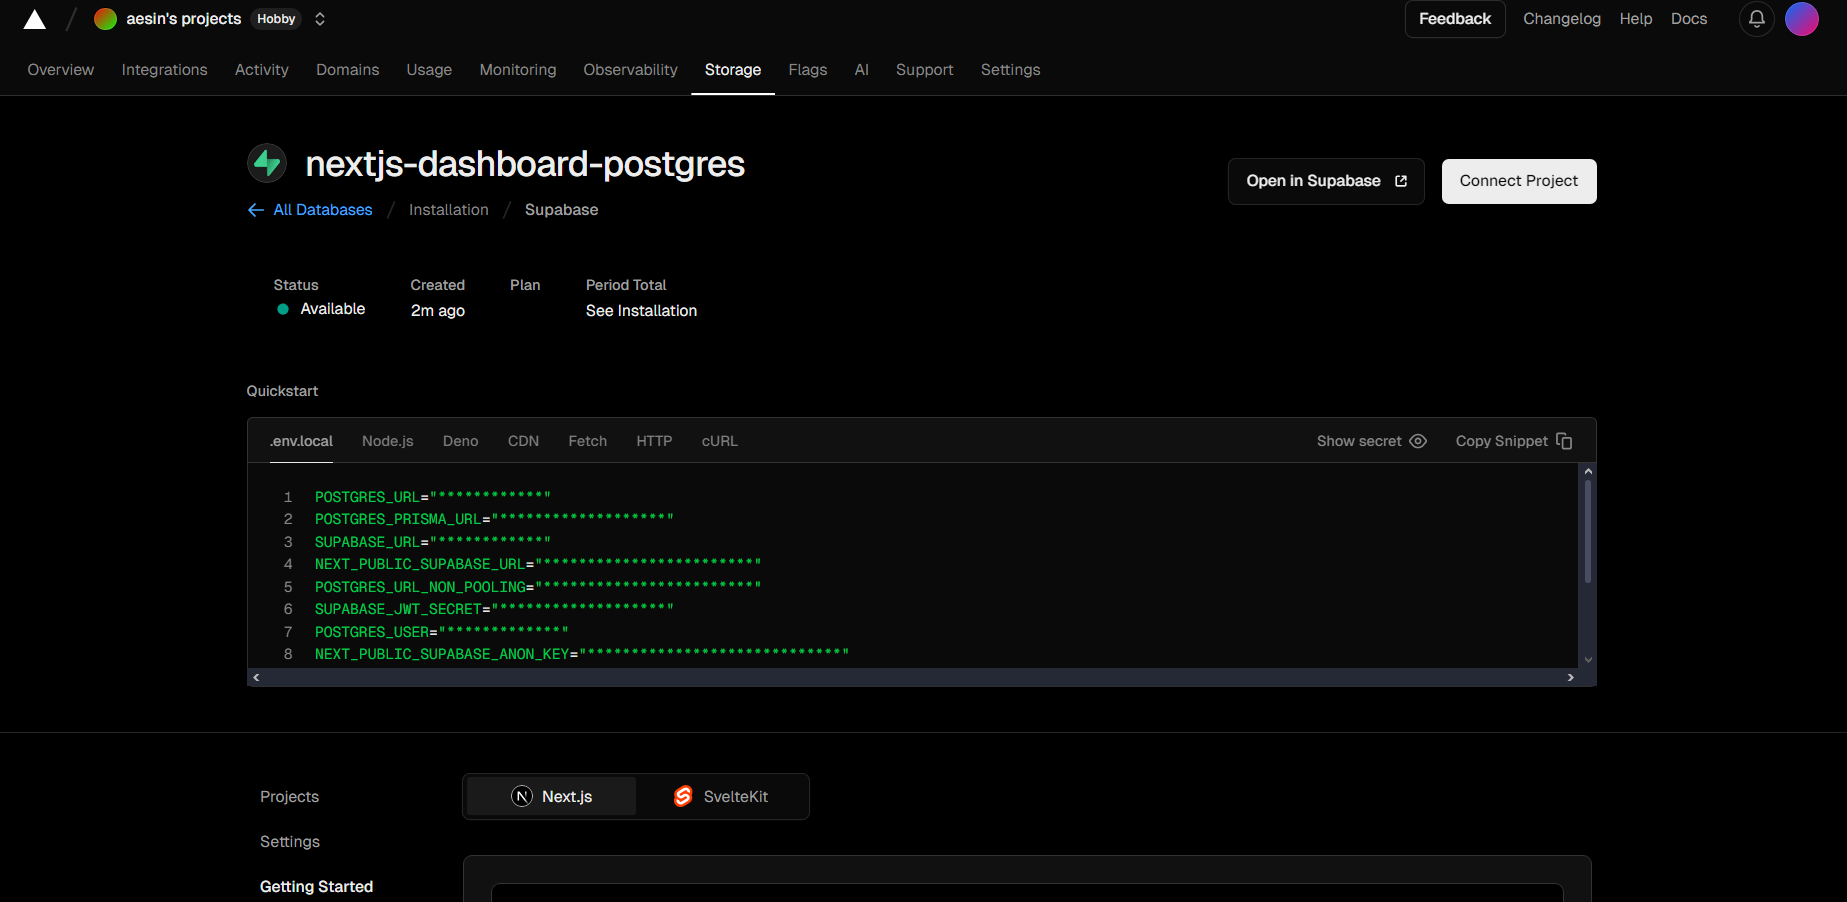 aesin's projects Hobby Feedback Changelog Help Docs
Overview Integrations Activity Domains Usage Monitoring Observability Storage Flags AI Support Settings
nextjs-dashboard-postgres
Open in Supabase Connect Project
All Databases / Installation / Supabase
Status Created Plan Period Total
Available 2m ago See Installation
Quickstart
.env.local Node.js Deno CDN Fetch HTTP cURL Show secret Copy Snippet
1 POSTGRES_URL="************"
2 POSTGRES_PRISMA_URL="*******************"
3 SUPABASE_URL="************"
4 NEXT_PUBLIC_SUPABASE_URL="************************"
5 POSTGRES_URL_NON_POOLING="************************"
6 SUPABASE_JWT_SECRET="*******************"
7 POSTGRES_USER="*************"
8 NEXT_PUBLIC_SUPABASE_ANON_KEY="*****************************"
Projects Next.js SvelteKit
Settings
Getting Started